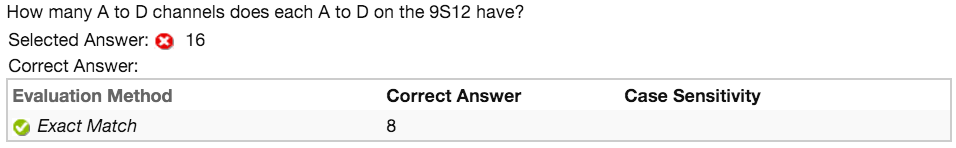 How many A to D channels does each A to D on the 9S12 have?
Selected Answer: 16
Correct Answer:
Evaluation Method Correct Answer Case Sensitivity
Exact Match 8